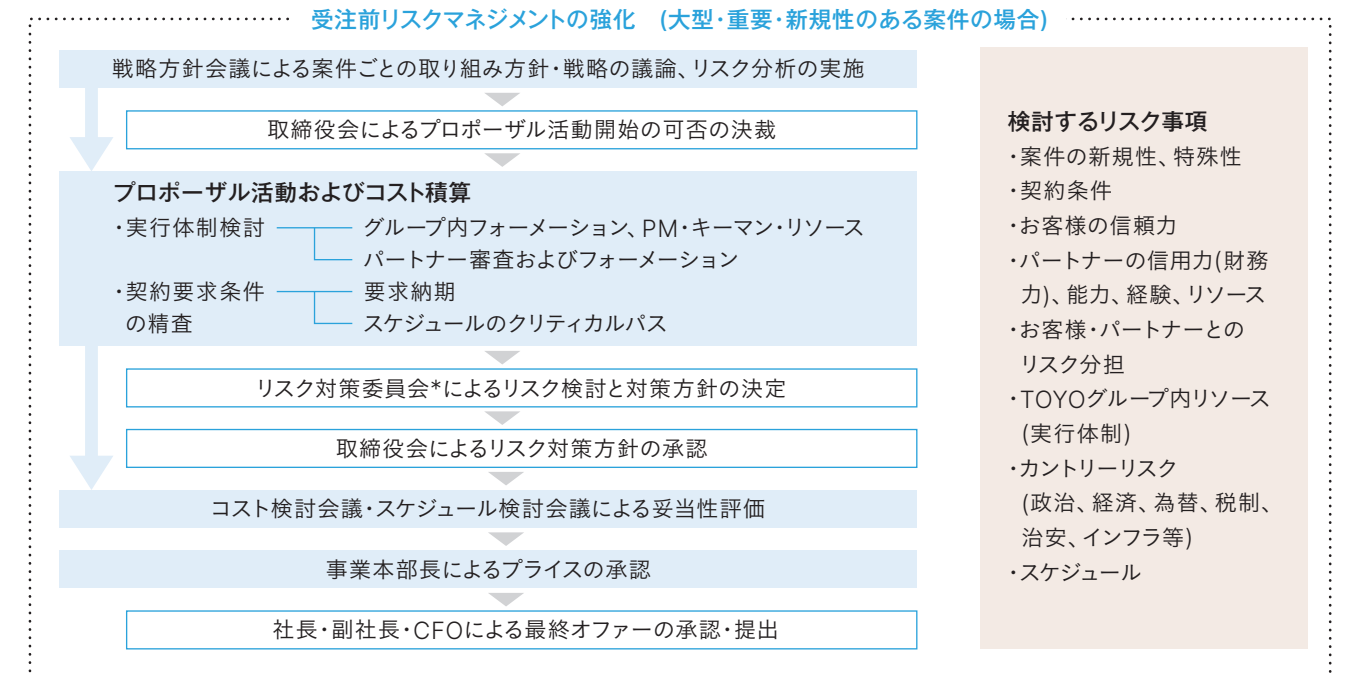 受注前リスクマネジメントの強化　(大型・重要・新規性のある案件の場合)
戦略方針会議による案件ごとの取り組み方針・戦略の議論、リスク分析の実施
取締役会によるプロポーザル活動開始の可否の決裁
プロポーザル活動およびコスト積算
・実行体制検討
グループ内フォーメーション、PM・キーマン・リソース
パートナー審査およびフォーメーション
・契約要求条件
の精査
要求納期
スケジュールのクリティカルパス
リスク対策委員会*によるリスク検討と対策方針の決定
取締役会によるリスク対策方針の承認
コスト検討会議・スケジュール検討会議による妥当性評価
事業本部長によるプライスの承認
社長・副社長・CFOによる最終オファーの承認・提出
検討するリスク事項
・案件の新規性、特殊性
・契約条件
・お客様の信頼力
・パートナーの信用力(財務
力)、能力、経験、リソース
・お客様・パートナーとの
リスク分担
・TOYOグループ内リソース
(実行体制)
・カントリーリスク
(政治、経済、為替、税制、
治安、インフラ等)
・スケジュール